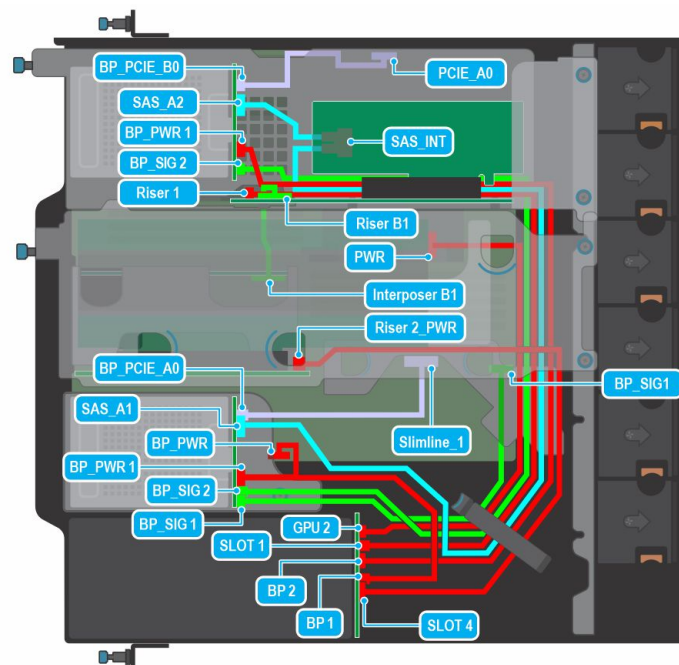 BP_PCIE_B0
PCIE_A0
SAS_A2
BP_PWR 1
SAS_INT
BP_SIG 2
Riser 1
Riser B1
PWR
Interposer B1
Riser 2_PWR
BP_PCIE_A0
BP_SIG1
SAS_A1
BP_PWR
Slimline_1
BP_PWR 1
BP_SIG 2
BP_SIG 1
GPU 2
SLOT 1
BP 2
BP 1
SLOT 4